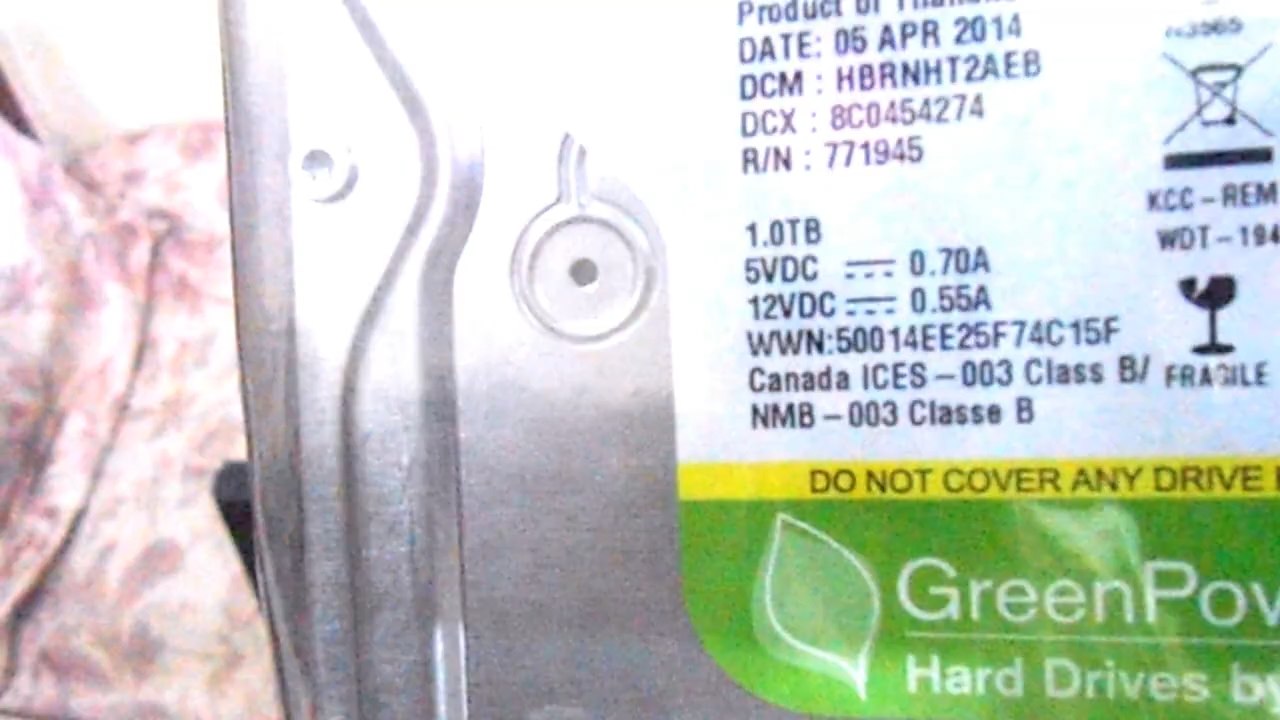 Product of Thailand
DATE: 05 APR 2014
DCM : HBRNHT2AEB
DCX : 8C0454274
R/N : 771945
1.0TB
5VDC ⎓ 0.70A
12VDC ⎓ 0.55A
WWN:50014EE25F74C15F
Canada ICES-003 Class B/
NMB-003 Classe B
KCC-REM
WDT-194
FRAGILE
DO NOT COVER ANY DRIVE
GreenPow
Hard Drives by